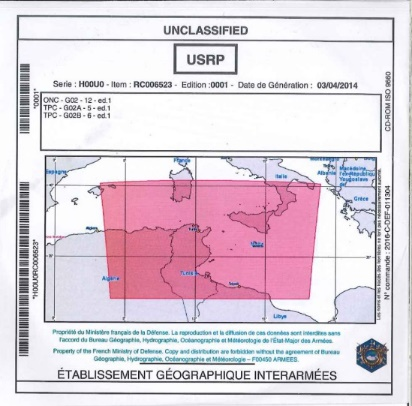 UNCLASSIFIED
USRP
Serie : H00U0 - Item : RC006523 - Edition :0001 - Date de Génération : 03/04/2014
ONC - G02 - 12 - ed.1
TPC - G02A - 5 - ed.1
TPC - G02B - 6 - ed.1
"0001"
CD-ROM ISO 9660
"H00U0RC006523"
Espagne
France
Italie
Albanie
Grèce
Algérie
Tunisie
Libye
N° commande : 2016-C-DEF-011304
Propriété du Ministère français de la Défense. La reproduction et la diffusion de ces données sont interdites sans
l'accord du Bureau Géographie, Hydrographie, Océanographie et Météorologie de l'État-Major des Armées.
Property of the French Ministry of Defense. Copy and distribution are forbidden without the agreement of Bureau
Géographie, Hydrographie, Océanographie et Météorologie - F00450 ARMEES.
ÉTABLISSEMENT GÉOGRAPHIQUE INTERARMÉES